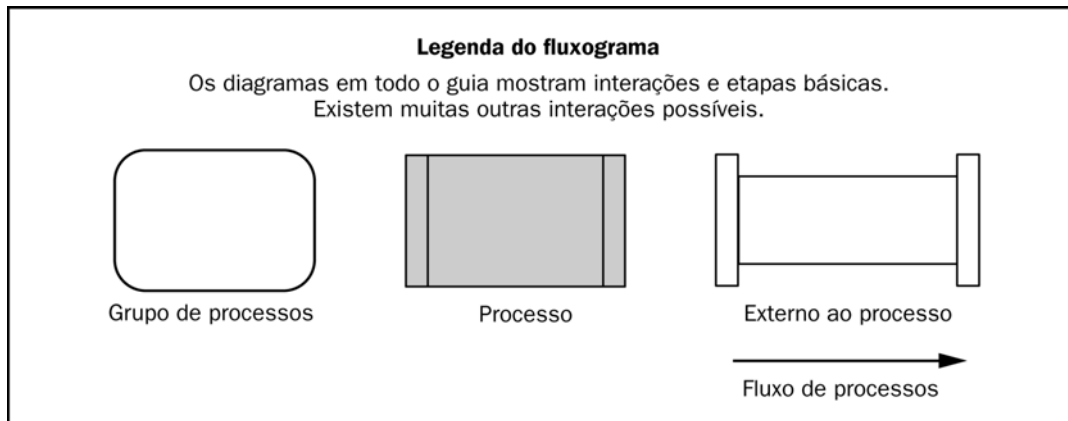 Legenda do fluxograma
Os diagramas em todo o guia mostram interações e etapas básicas.
Existem muitas outras interações possíveis.
Grupo de processos
Processo
Externo ao processo
Fluxo de processos